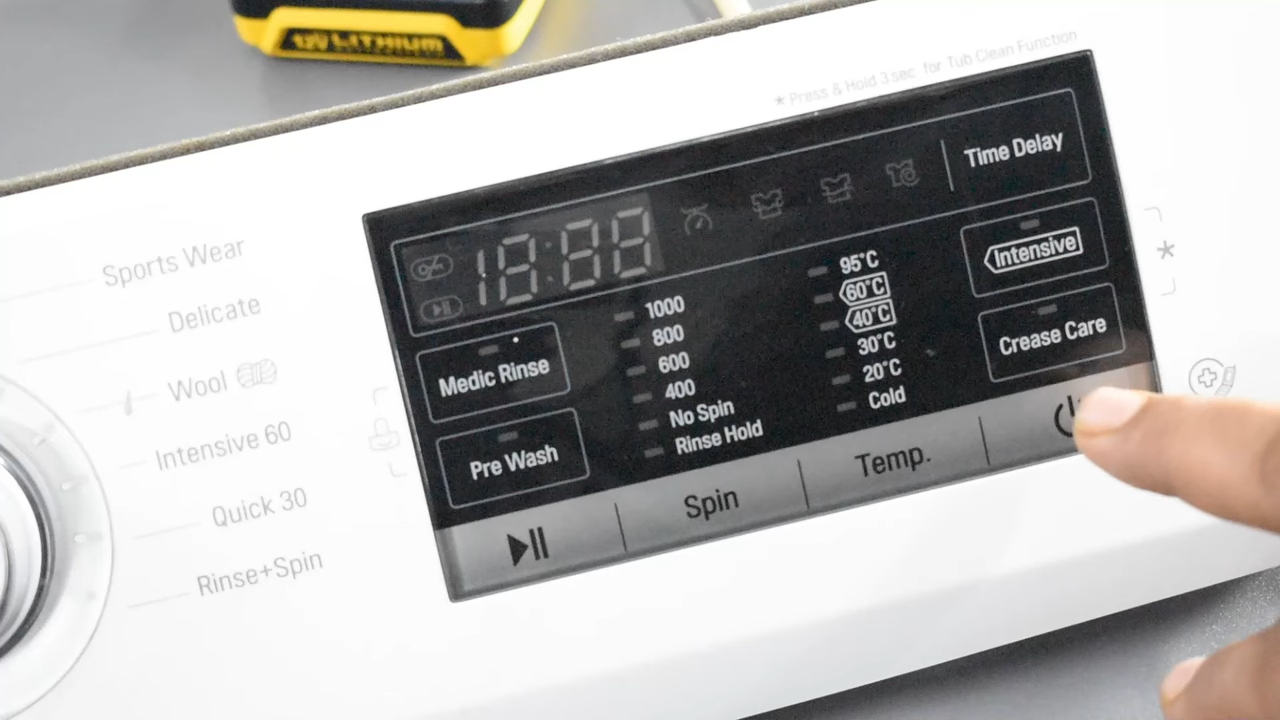 12V LITHIUM
* Press & Hold 3 sec for Tub Clean Function
Sports Wear
Delicate
Wool
Intensive 60
Quick 30
Rinse+Spin
18:88
Time Delay
Medic Rinse
Pre Wash
1000
800
600
400
No Spin
Rinse Hold
95°C
60°C
40°C
30°C
20°C
Cold
Intensive
*
Crease Care
Spin
Temp.